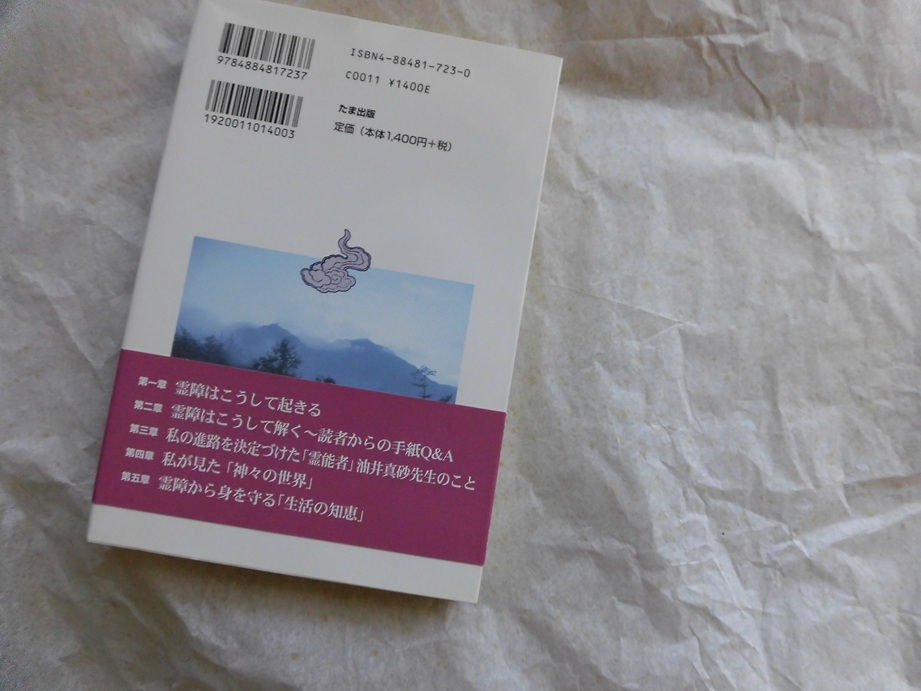 9784884817237
ISBN4-88481-723-0
C0011 ¥1400E
1920011014003
たま出版
定価（本体1,400円＋税）
第一章 霊障はこうして起きる
第二章 霊障はこうして解く〜読者からの手紙Q&A
第三章 私の進路を決定づけた「霊能者」油井真砂先生のこと
第四章 私が見た「神々の世界」
第五章 霊障から身を守る「生活の知恵」